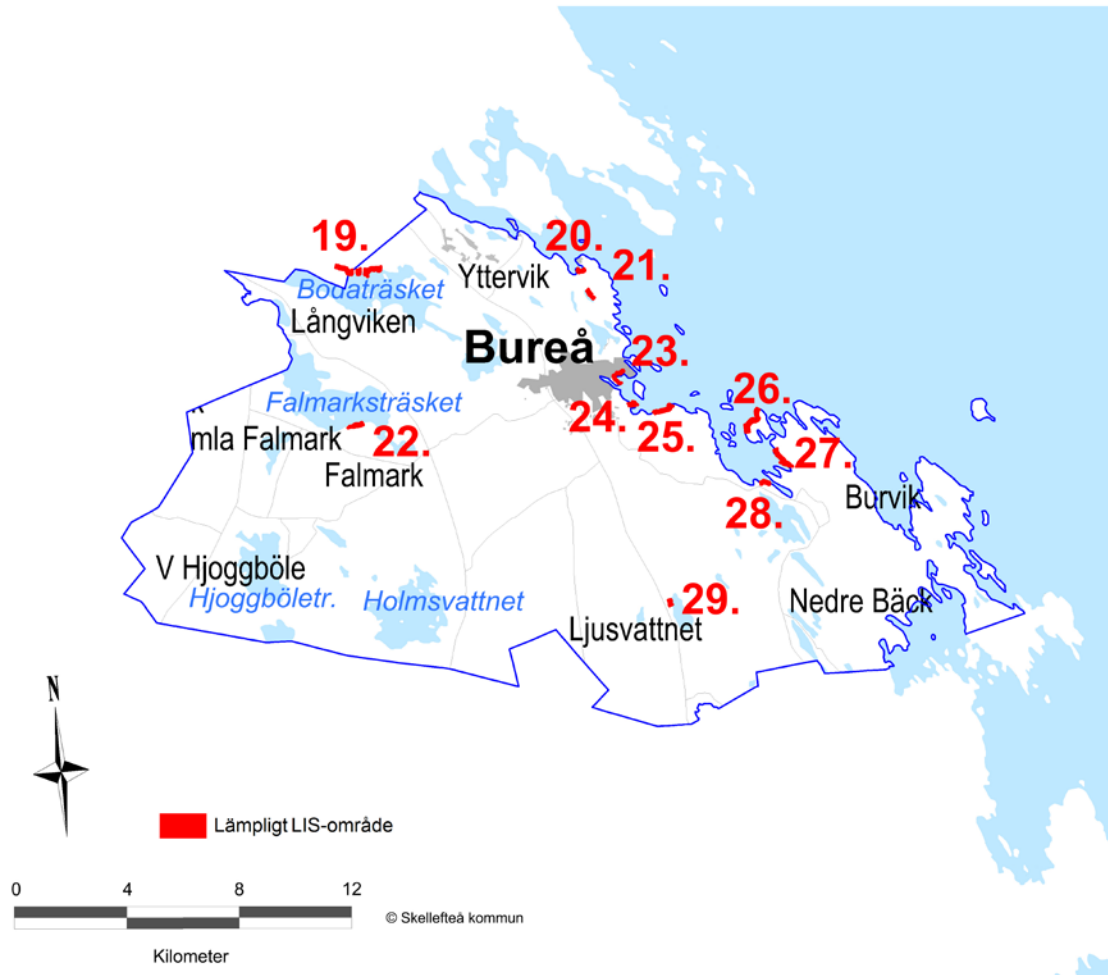 19.
20.
21.
Yttervik
Bodaträsket
Långviken
Bureå
23.
26.
Falmarksträsket
24.
25.
mla Falmark
22.
27.
Falmark
28.
Burvik
V Hjoggböle
Hjoggböletr.
Holmsvattnet
29.
Nedre Bäck
Ljusvattnet
N
Lämpligt LIS-område
0 4 8 12
© Skellefteå kommun
Kilometer